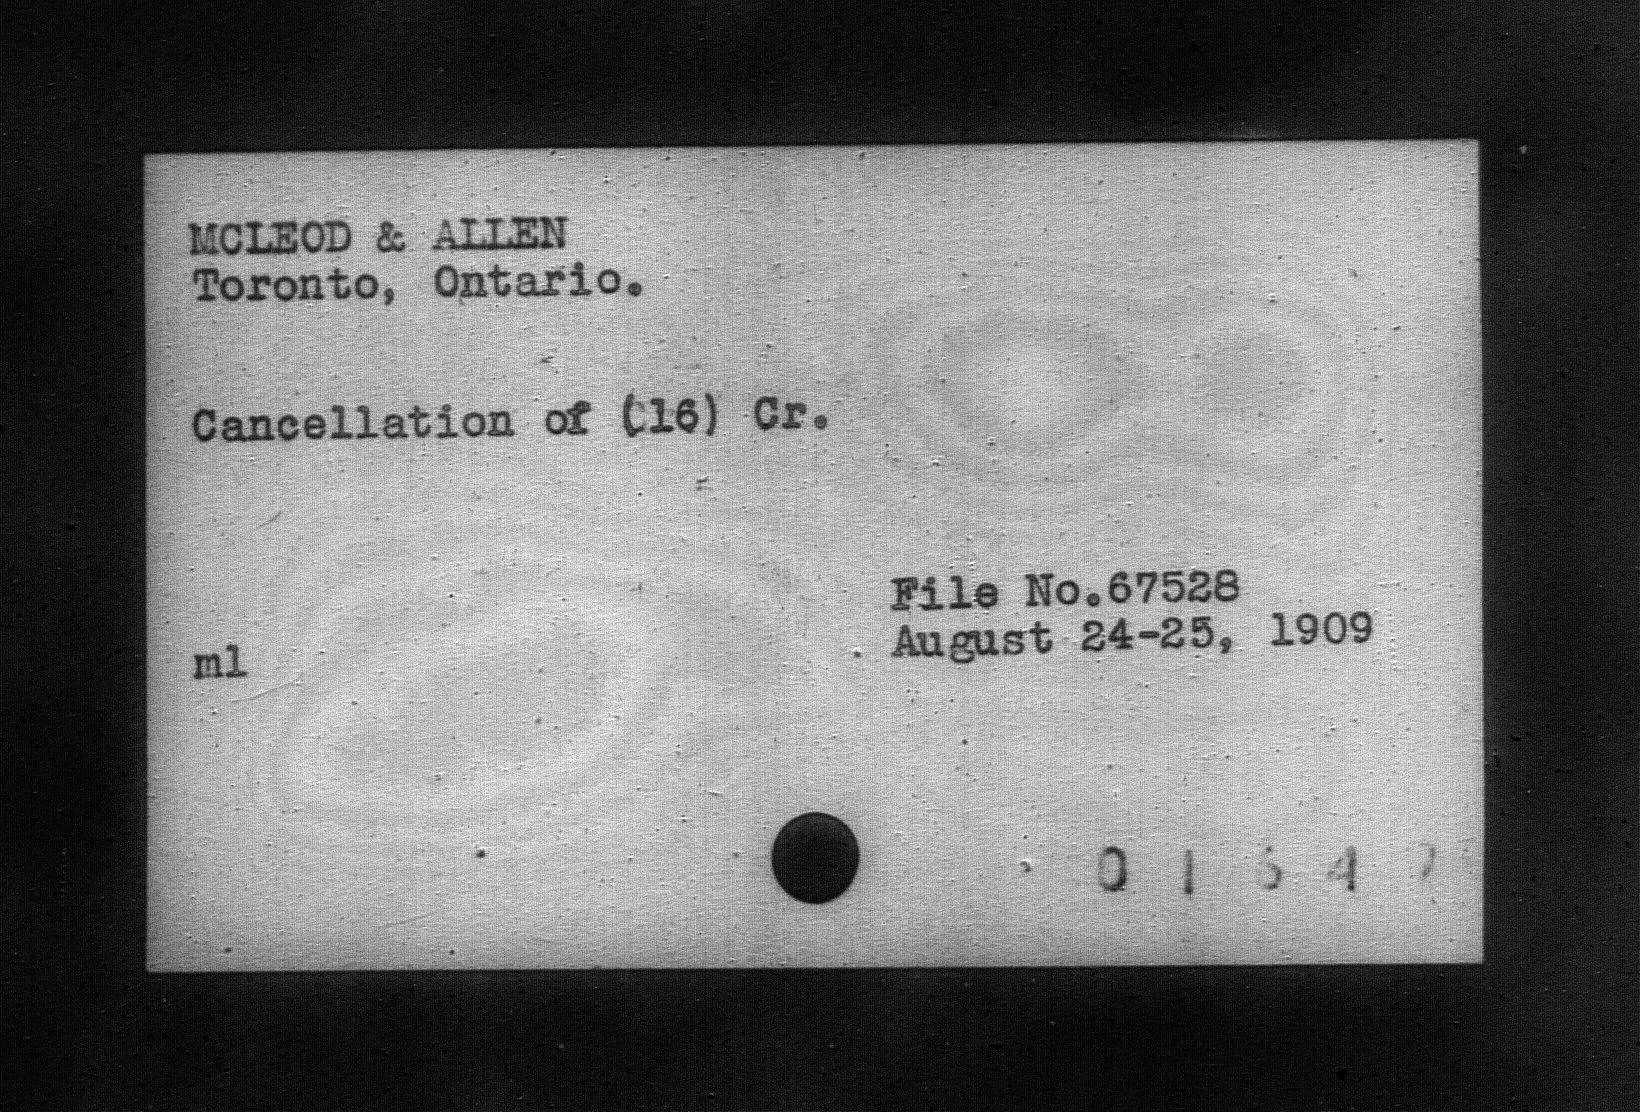 MCLEOD & ALLEN
Toronto, Ontario.
Cancellation of (16) Cr.
File No.67528
August 24-25, 1909
ml